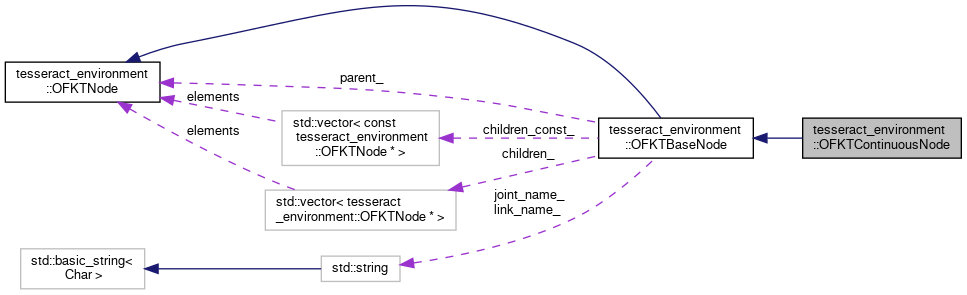 tesseract_environment
::OFKTNode
parent_
elements
elements
std::vector< const
tesseract_environment
::OFKTNode * >
children_const_
children_
std::vector< tesseract
_environment::OFKTNode * >
joint_name_
link_name_
tesseract_environment
::OFKTBaseNode
tesseract_environment
::OFKTContinuousNode
std::basic_string<
Char >
std::string